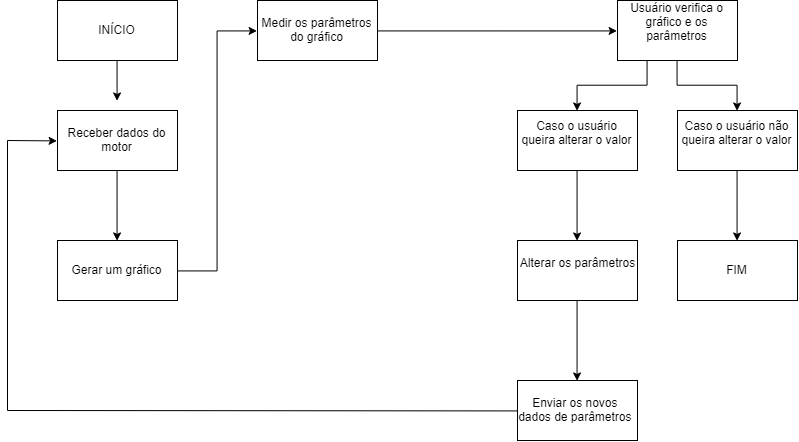 INÍCIO
Receber dados do
motor
Gerar um gráfico
Medir os parâmetros
do gráfico
Usuário verifica o
gráfico e os
parâmetros
Caso o usuário
queira alterar o valor
Alterar os parâmetros
Enviar os novos
dados de parâmetros
Caso o usuário não
queira alterar o valor
FIM